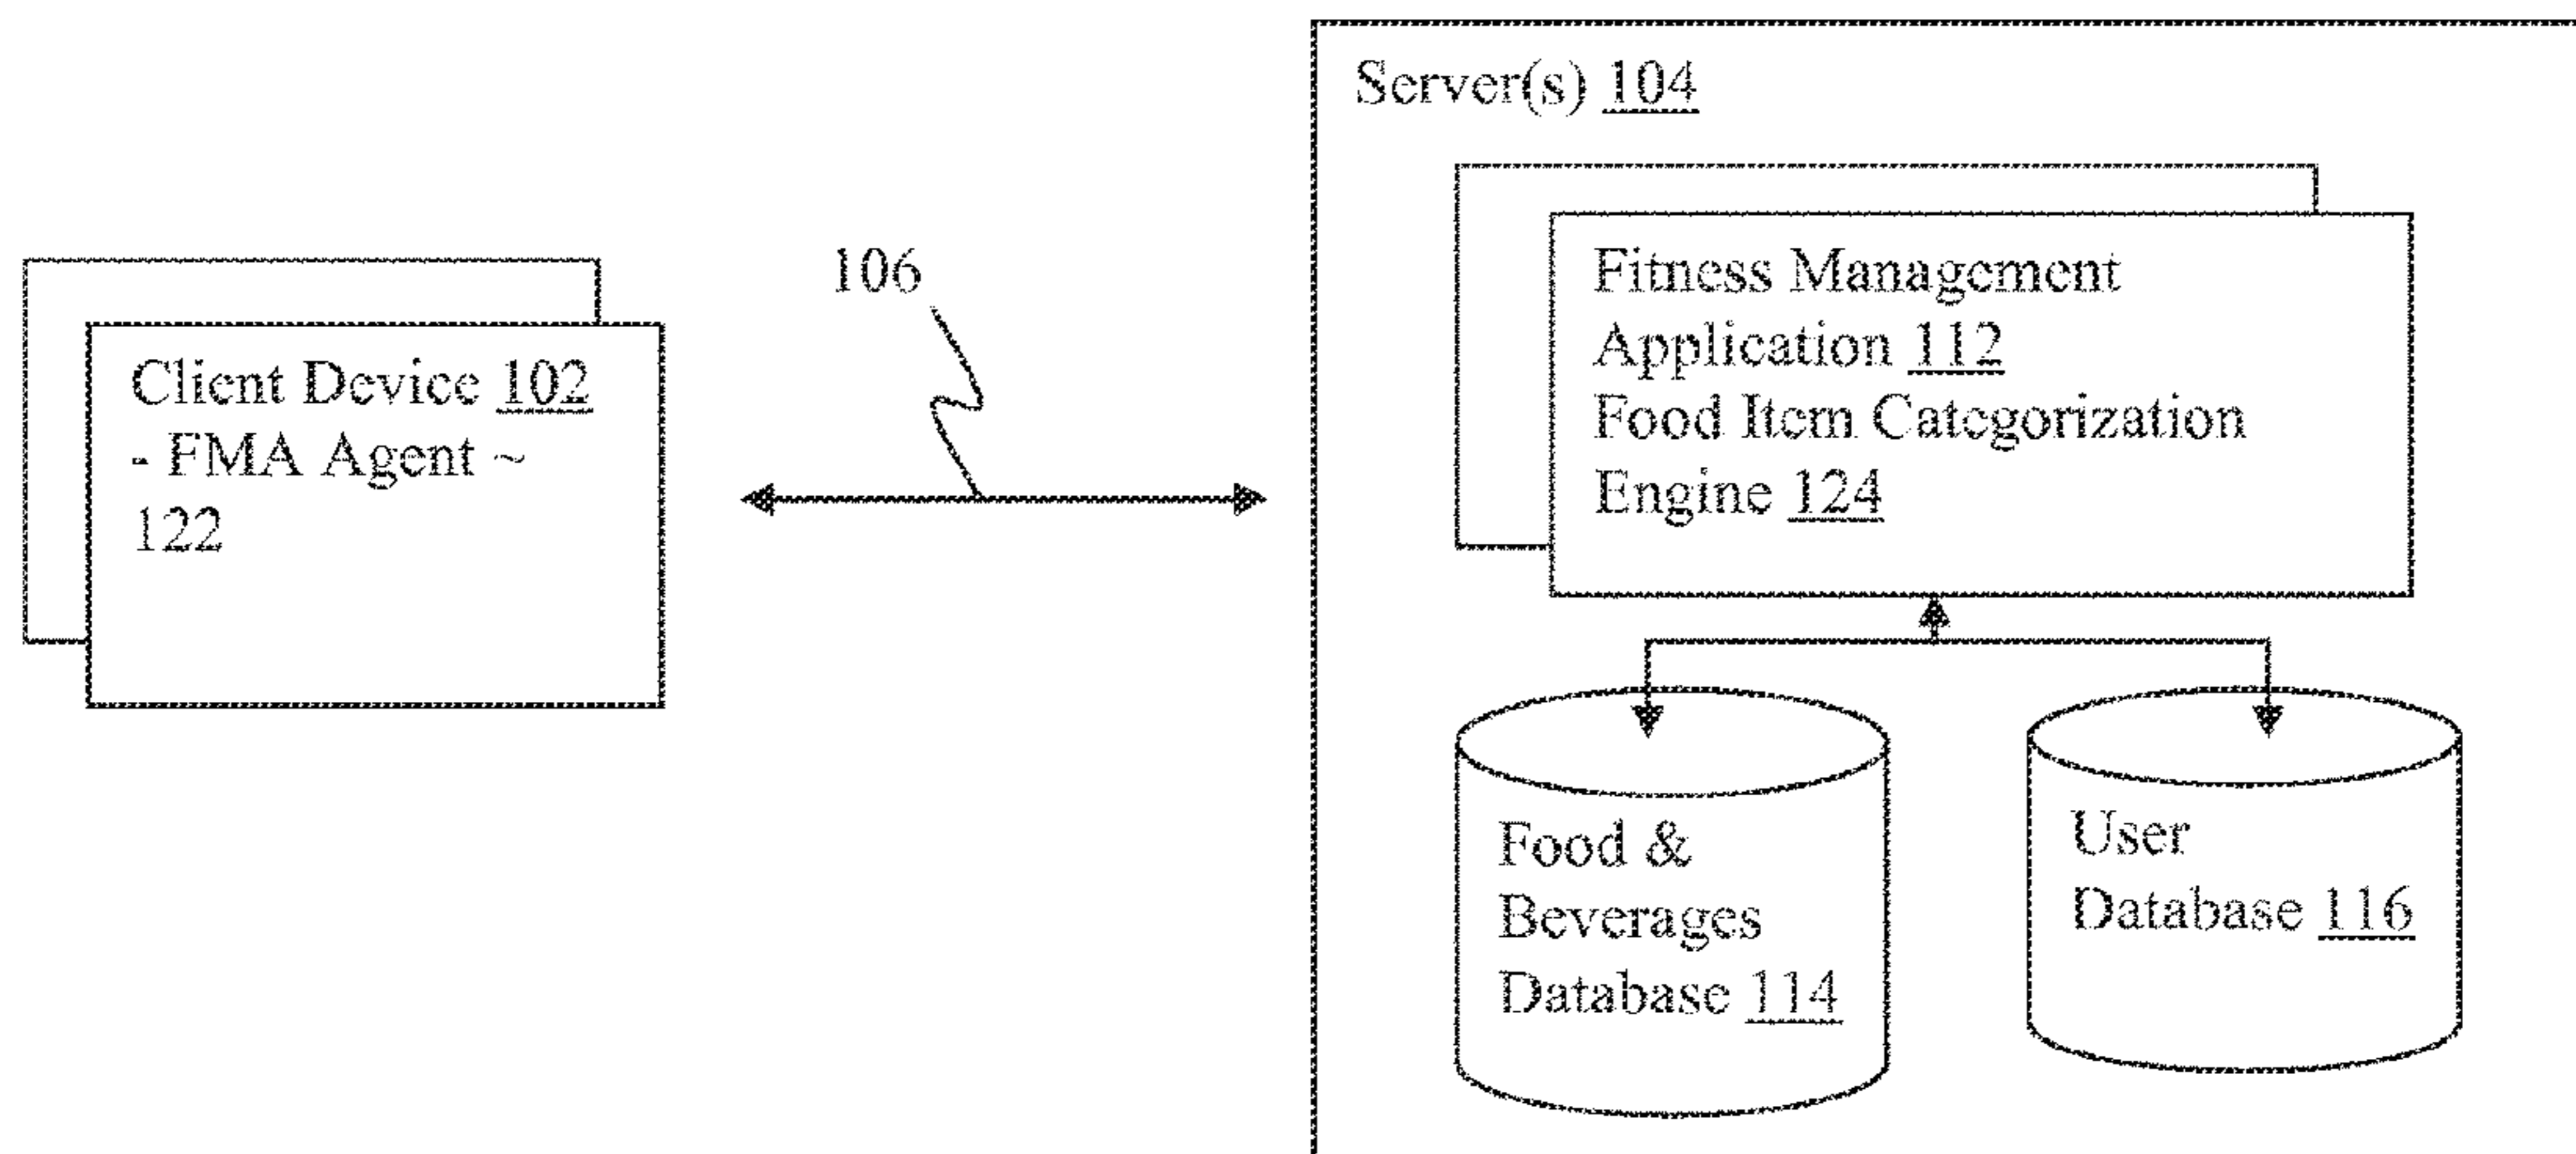 Server(s) 104
106
Fitness Management
Application 112
Food Item Categorization
Engine 124
Client Device 102
- FMA Agent ~
122
Food &
Beverages
Database 114
User
Database 116